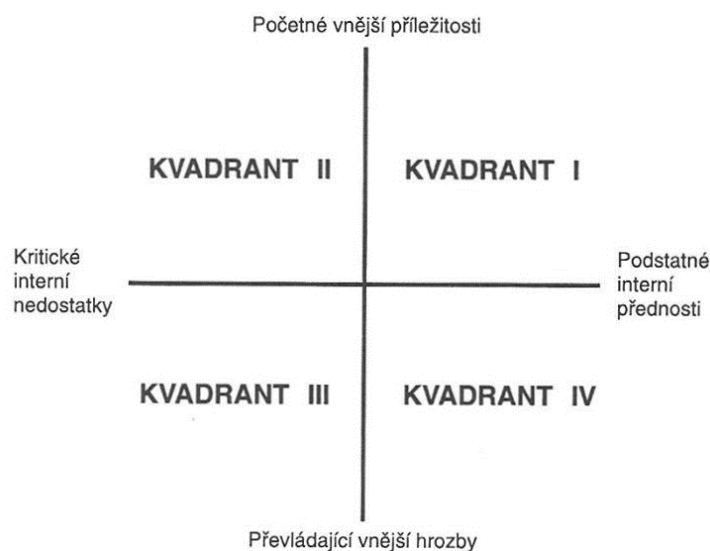 Početné vnější příležitosti
KVADRANT II
KVADRANT I
Kritické
interní
nedostatky
Podstatné
interní
přednosti
KVADRANT III
KVADRANT IV
Převládající vnější hrozby